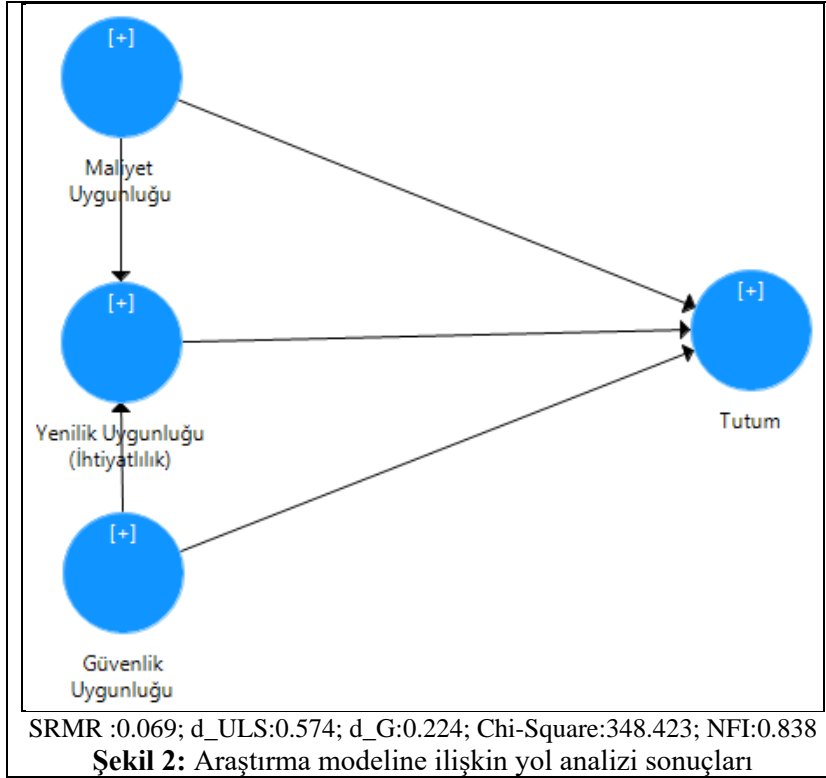 [+]
Maliyet
Uygunluğu
[+]
Yenilik Uygunluğu
(İhtiyatlılık)
[+]
Tutum
[+]
Güvenlik
Uygunluğu
SRMR :0.069; d_ULS:0.574; d_G:0.224; Chi-Square:348.423; NFI:0.838
Şekil 2: Araştırma modeline ilişkin yol analizi sonuçları